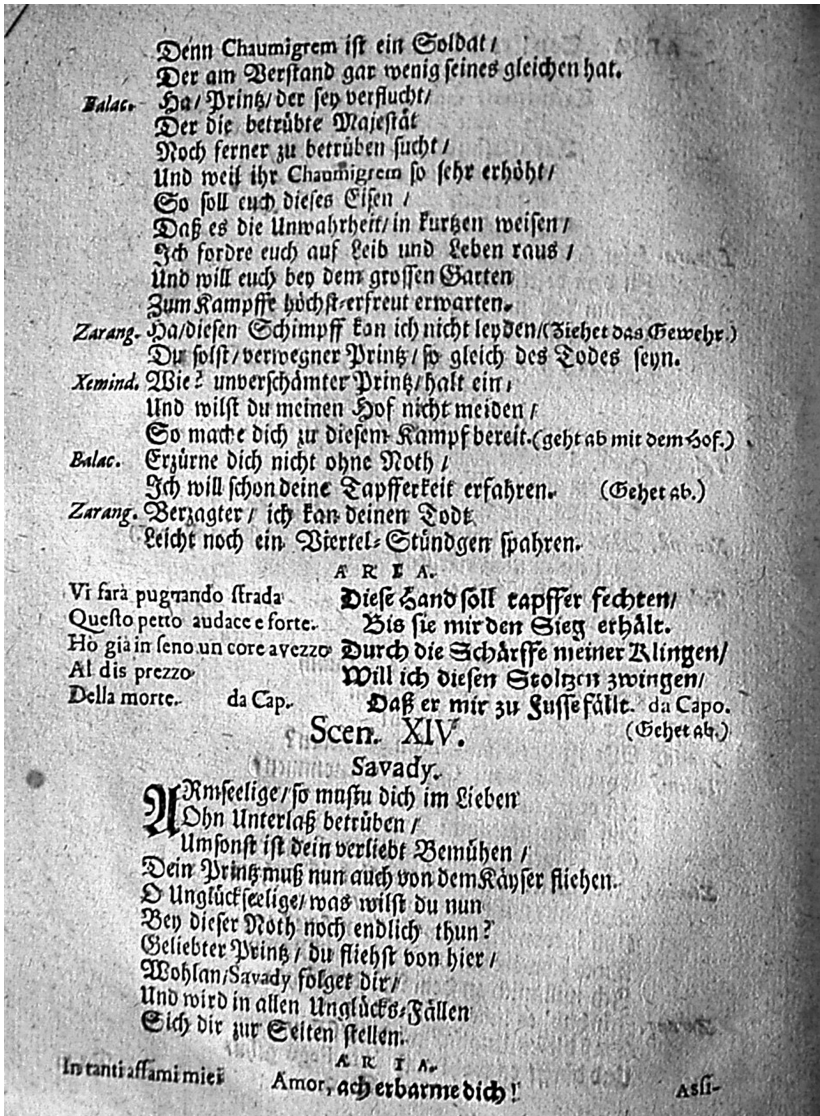 Denn Chaumigrem ist ein Soldat/
Der am Verstand gar wenig seines gleichen hat.
Balac. Ha/ Printz/ der sey verflucht/
Der die betrübte Majestät
Noch ferner zu betrüben sucht/
Und weil ihr Chaumigrem so sehr erhöht/
So soll euch dieses Eisen/
Daß es die Unwahrheit/ in kurtzen weisen/
Ich fordre euch auf Leib und Leben raus/
Und will euch bey dem grossen Garten
Zum Kampffe höchst-erfreut erwarten.
Zarang. Ha/ diesen Schimpff kan ich nicht leyden/ (Ziehet das Gewehr.)
Du solst/ verwegner Printz/ so gleich des Todes seyn.
Xemind. Wie? unverschämter Printz/ halt ein/
Und wilst du meinen Hof nicht meiden/
So mache dich zu diesem Kampf bereit. (geht ab mit dem Hof.)
Balac. Erzürne dich nicht ohne Noth/
Ich will schon deine Tapfferkeit erfahren. (Gehet ab.)
Zarang. Verzagter/ ich kan deinen Todt
Leicht noch ein Viertel-Stündgen spahren.
ARIA.
Vi farà pugnando strada Diese Hand soll tapffer fechten/
Questo petto audace e forte. Bis sie mir den Sieg erhält.
Hò già in seno un core avezzo Durch die Schärffe meiner Klingen/
Al dis prezzo Will ich diesen Stoltzen zwingen/
Della morte. da Cap. Daß er mir zu Fusse fällt. da Capo.
Scen. XIV. (Gehet ab.)
Savady.
ARmseelige/ so mustu dich im Lieben
Ohn Unterlaß betrüben/
Umsonst ist dein verliebt Bemühen/
Dein Printz muß nun auch von dem Käyser fliehen.
O Unglückseelige/ was wilst du nun
Bey dieser Noth noch endlich thun?
Geliebter Printz/ du fliehst von hier/
Wohlan/ Savady folget dir/
Und wird in allen Unglücks-Fällen
Sich dir zur Seiten stellen.
ARIA.
In tanti affami miei Amor, ach erbarme dich!
Assi-